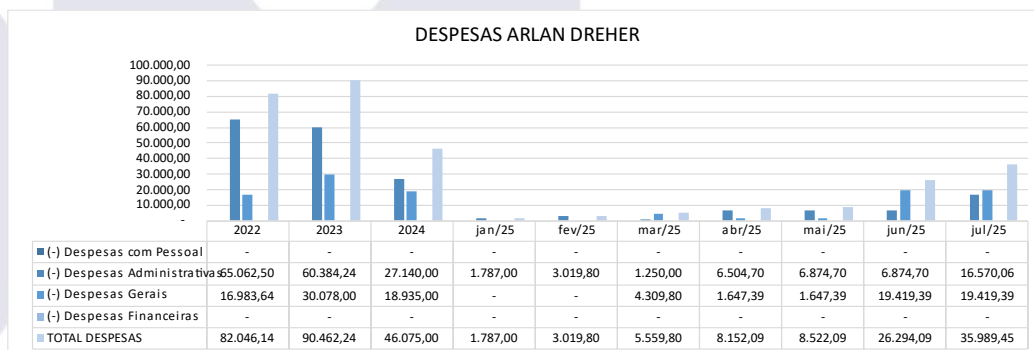 DESPESAS ARLAN DREHER
100.000,00
90.000,00
80.000,00
70.000,00
60.000,00
50.000,00
40.000,00
30.000,00
20.000,00
10.000,00
-
2022 2023 2024 jan/25 fev/25 mar/25 abr/25 mai/25 jun/25 jul/25
(-) Despesas com Pessoal - - - - - - - - - -
(-) Despesas Administrativas 65.062,50 60.384,24 27.140,00 1.787,00 3.019,80 1.250,00 6.504,70 6.874,70 6.874,70 16.570,06
(-) Despesas Gerais 16.983,64 30.078,00 18.935,00 - - 4.309,80 1.647,39 1.647,39 19.419,39 19.419,39
(-) Despesas Financeiras - - - - - - - - - -
TOTAL DESPESAS 82.046,14 90.462,24 46.075,00 1.787,00 3.019,80 5.559,80 8.152,09 8.522,09 26.294,09 35.989,45